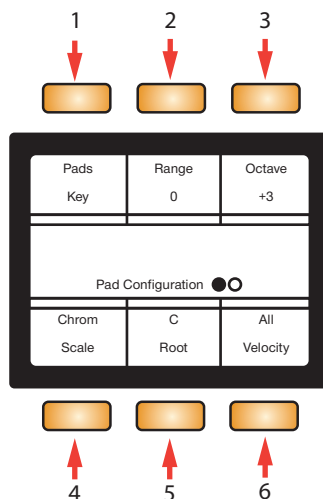 1 2 3
Pads Range Octave
Key 0 +3
Pad Configuration
Chrom C All
Scale Root Velocity
4 5 6